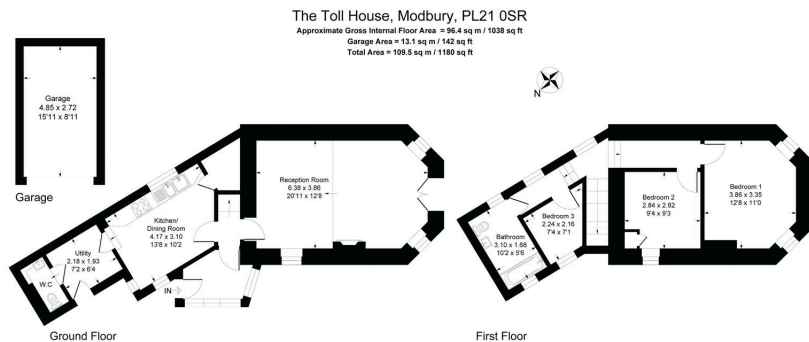 The Toll House, Modbury, PL21 0SR
Approximate Gross Internal Floor Area = 96.4 sq m / 1038 sq ft
Garage Area = 13.1 sq m / 142 sq ft
Total Area = 109.5 sq m / 1180 sq ft
N
Garage
4.85 x 2.72
15'11 x 8'11
Garage
Reception Room
6.38 x 3.86
20'11 x 12'8
Kitchen/
Dining Room
4.17 x 3.10
13'8 x 10'2
Utility
2.18 x 1.93
7'2 x 6'4
W.C
IN
Ground Floor
Bedroom 1
3.86 x 3.35
12'8 x 11'0
Bedroom 2
2.84 x 2.82
9'4 x 9'3
Bedroom 3
2.24 x 2.16
7'4 x 7'1
Bathroom
3.10 x 1.68
10'2 x 5'6
First Floor